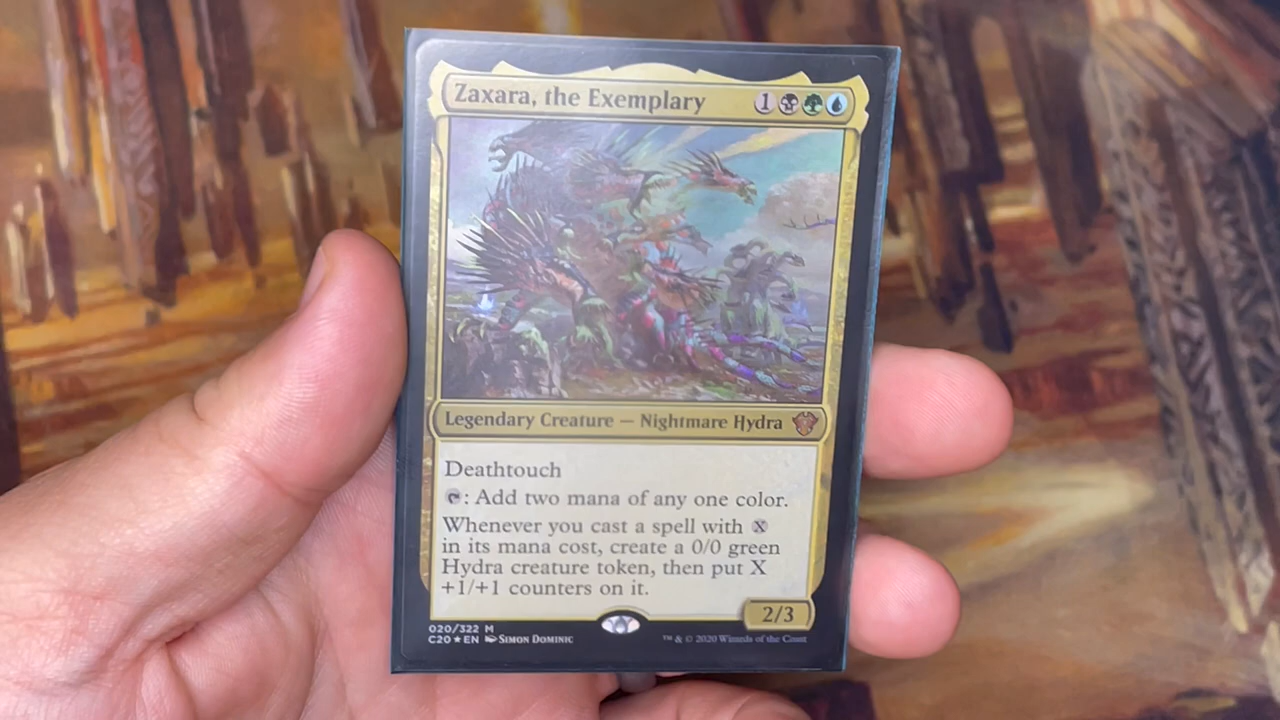 Zaxara, the Exemplary 1
Legendary Creature — Nightmare Hydra
Deathtouch
: Add two mana of any one color.
Whenever you cast a spell with X
in its mana cost, create a 0/0 green
Hydra creature token, then put X
+1/+1 counters on it.
2/3
020/322 M
C20★EN SIMON DOMINIC
™ & © 2020 Wizards of the Coast